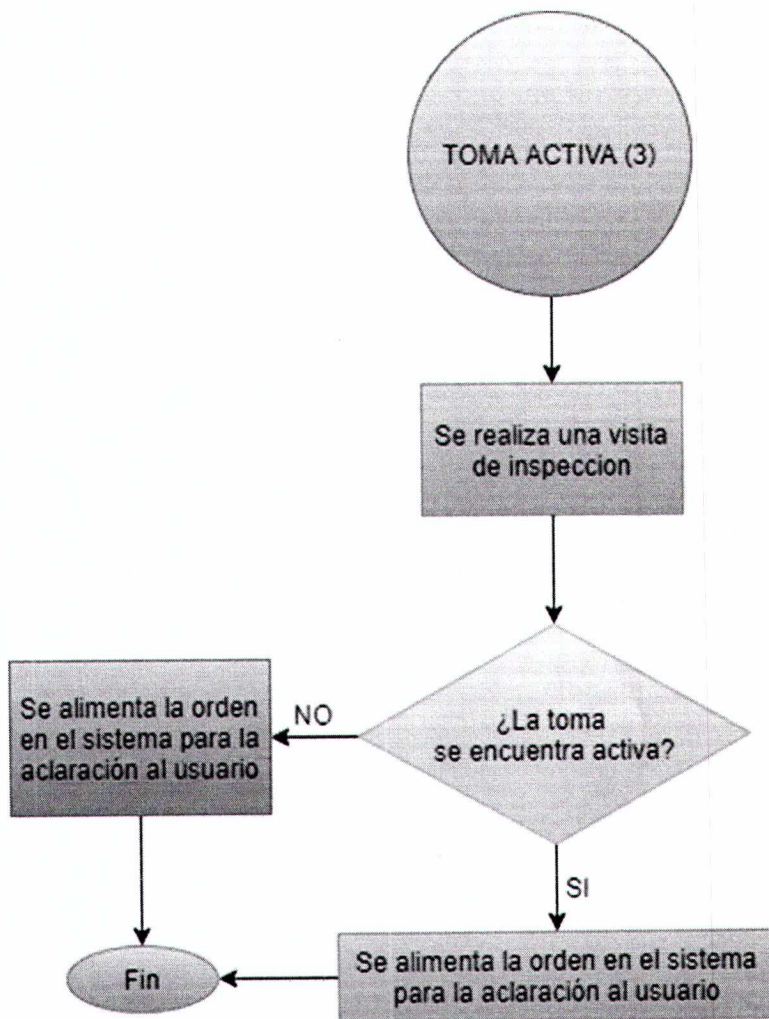 TOMA ACTIVA (3)
Se realiza una visita
de inspeccion
¿La toma
se encuentra activa?
NO
Se alimenta la orden
en el sistema para la
aclaración al usuario
SI
Se alimenta la orden en el sistema
para la aclaración al usuario
Fin